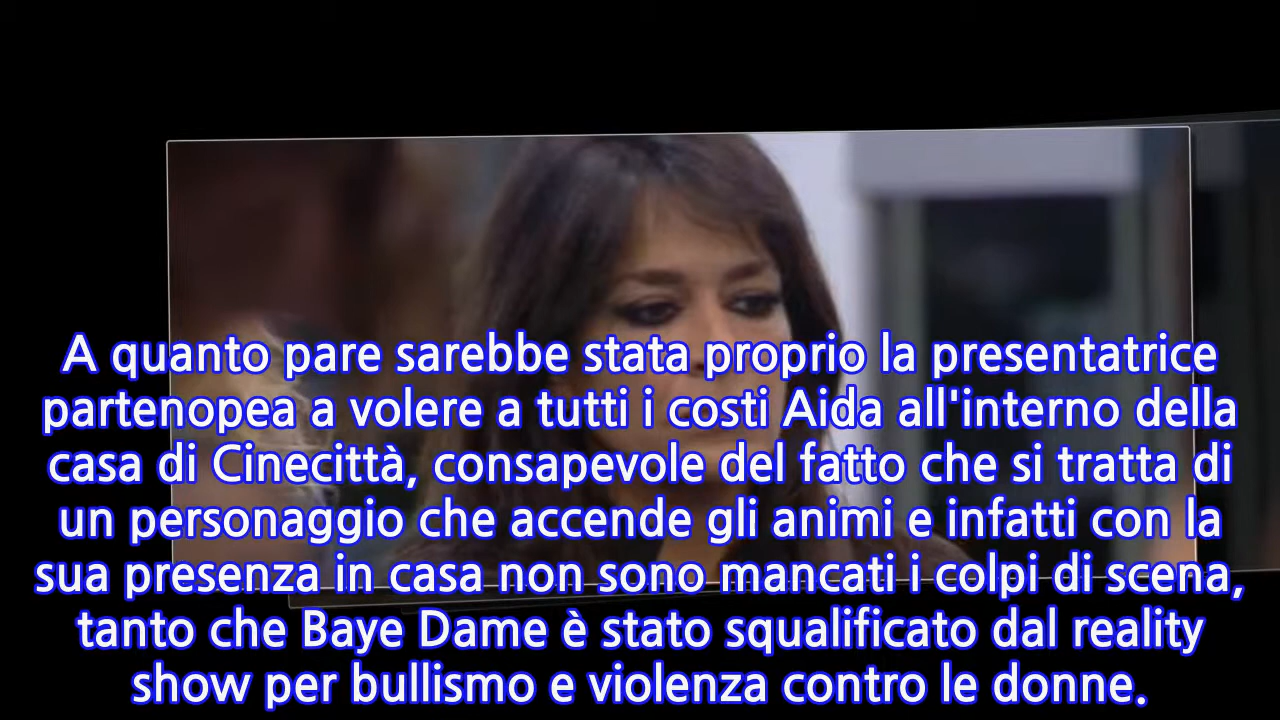 A quanto pare sarebbe stata proprio la presentatrice
partenopea a volere a tutti i costi Aida all'interno della
casa di Cinecittà, consapevole del fatto che si tratta di
un personaggio che accende gli animi e infatti con la
sua presenza in casa non sono mancati i colpi di scena,
tanto che Baye Dame è stato squalificato dal reality
show per bullismo e violenza contro le donne.